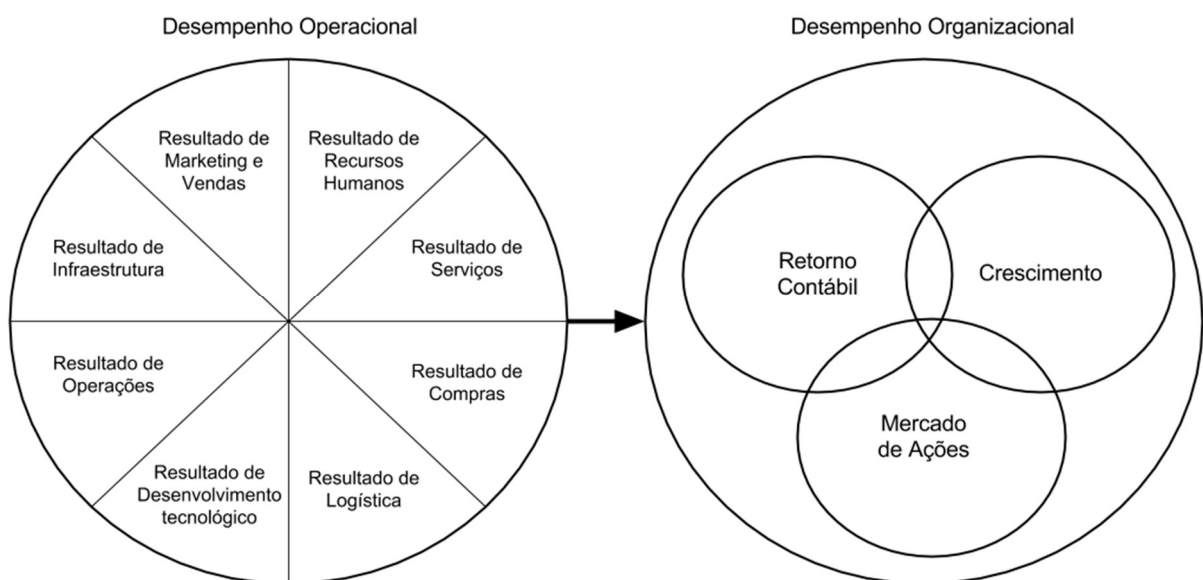 Desempenho Operacional
Resultado de
Marketing e
Vendas
Resultado de
Recursos
Humanos
Resultado de
Infraestrutura
Resultado de
Serviços
Resultado de
Operações
Resultado de
Compras
Resultado de
Desenvolvimento
tecnológico
Resultado de
Logística
Desempenho Organizacional
Retorno
Contábil
Crescimento
Mercado
de Ações